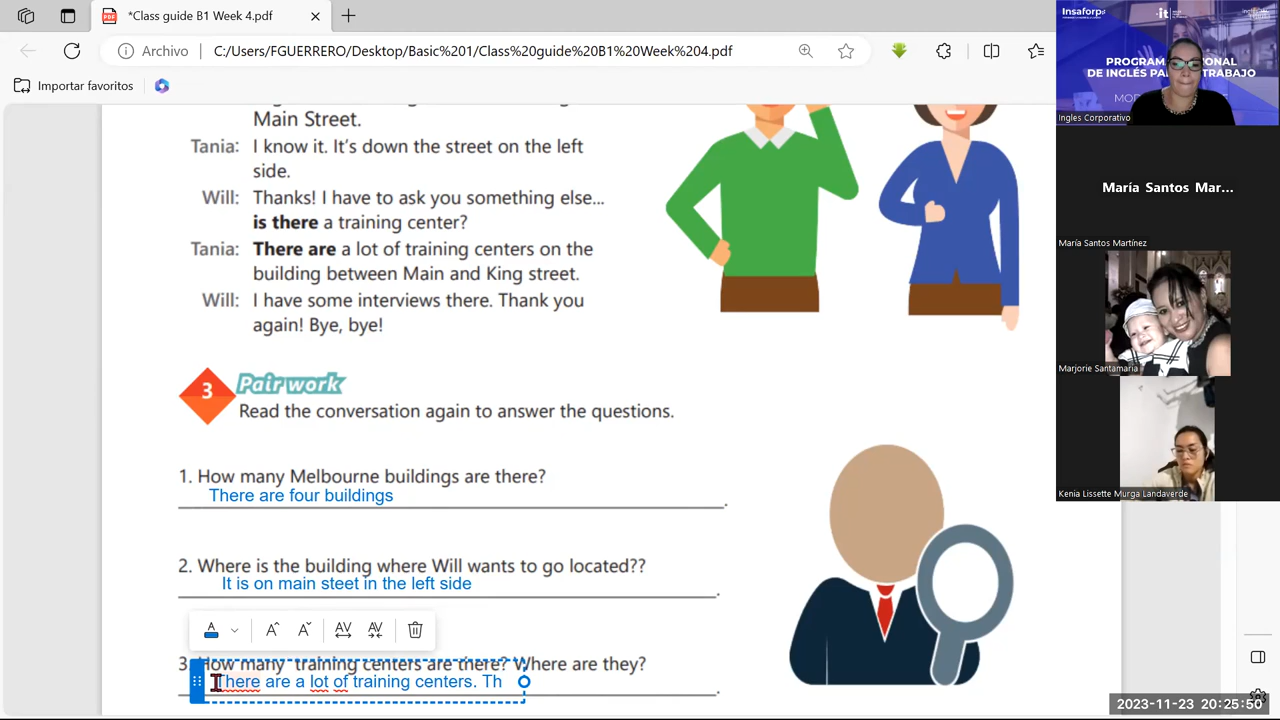 *Class guide B1 Week 4.pdf
Archivo
C:/Users/FGUERRERO/Desktop/Basic%201/Class%20guide%20B1%20Week%204.pdf
Importar favoritos
Main Street.
Tania: I know it. It's down the street on the left
side.
Will: Thanks! I have to ask you something else...
is there a training center?
Tania: There are a lot of training centers on the
building between Main and King street.
Will: I have some interviews there. Thank you
again! Bye, bye!
3 Pair work
Read the conversation again to answer the questions.
1. How many Melbourne buildings are there?
There are four buildings
2. Where is the building where Will wants to go located??
It is on main steet in the left side
3. How many training centers are there? Where are they?
There are a lot of training centers. Th
Insaforp
Ingles Corporativo
María Santos Mar...
María Santos Martínez
Marjorie Santamaria
Kenia Lissette Murga Landaverde
2023-11-23 20:25:50